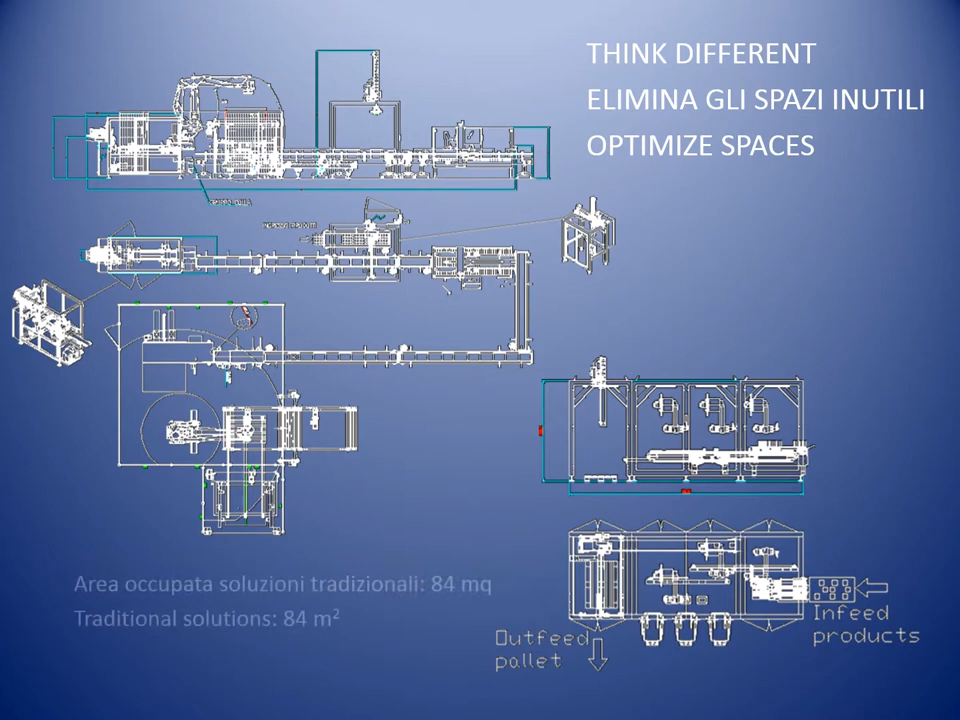 THINK DIFFERENT
ELIMINA GLI SPAZI INUTILI
OPTIMIZE SPACES
Area occupata soluzioni tradizionali: 84 mq
Traditional solutions: 84 m²
Infeed
products
Outfeed
pallet